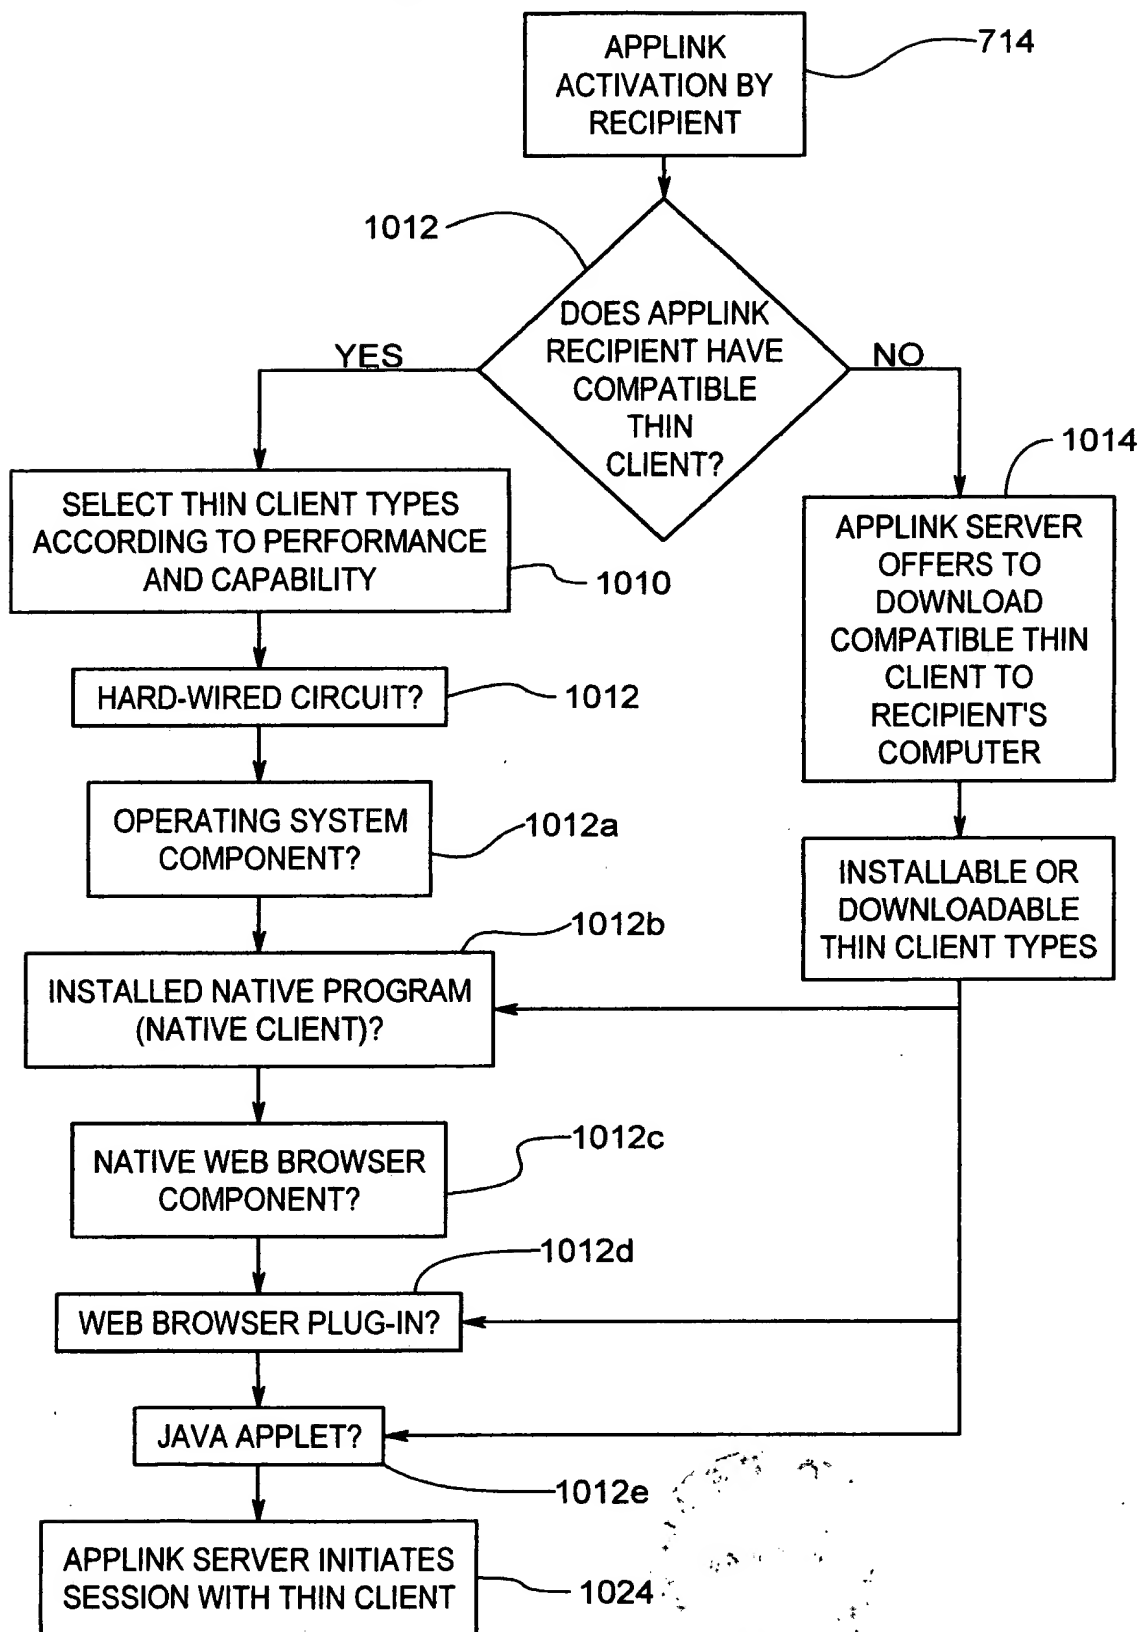 APPLINK
ACTIVATION BY
RECIPIENT
714
1012
DOES APPLINK
RECIPIENT HAVE
COMPATIBLE
THIN
CLIENT?
YES
NO
SELECT THIN CLIENT TYPES
ACCORDING TO PERFORMANCE
AND CAPABILITY
1010
1014
APPLINK SERVER
OFFERS TO
DOWNLOAD
COMPATIBLE THIN
CLIENT TO
RECIPIENT'S
COMPUTER
HARD-WIRED CIRCUIT?
1012
OPERATING SYSTEM
COMPONENT?
1012a
INSTALLABLE OR
DOWNLOADABLE
THIN CLIENT TYPES
1012b
INSTALLED NATIVE PROGRAM
(NATIVE CLIENT)?
NATIVE WEB BROWSER
COMPONENT?
1012c
1012d
WEB BROWSER PLUG-IN?
JAVA APPLET?
1012e
APPLINK SERVER INITIATES
SESSION WITH THIN CLIENT
1024